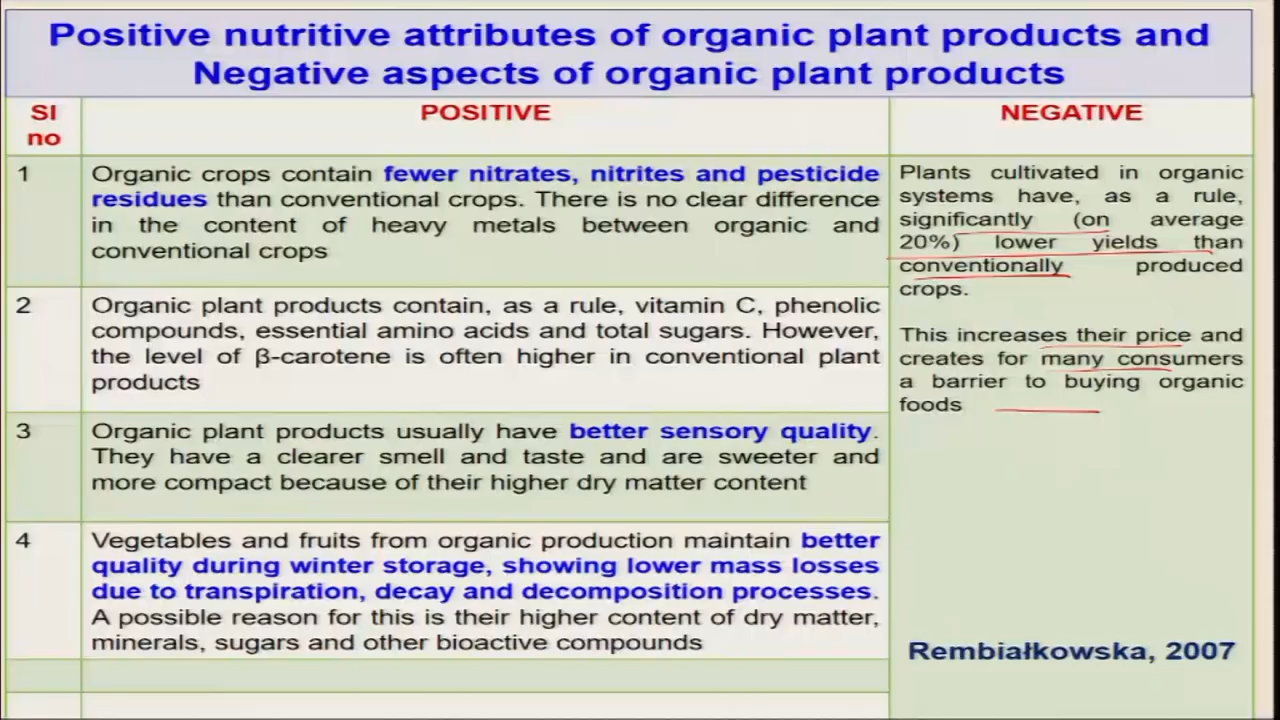 Positive nutritive attributes of organic plant products and
Negative aspects of organic plant products
SI
no
POSITIVE
NEGATIVE
1
Organic crops contain fewer nitrates, nitrites and pesticide
residues than conventional crops. There is no clear difference
in the content of heavy metals between organic and
conventional crops
2
Organic plant products contain, as a rule, vitamin C, phenolic
compounds, essential amino acids and total sugars. However,
the level of β-carotene is often higher in conventional plant
products
3
Organic plant products usually have better sensory quality.
They have a clearer smell and taste and are sweeter and
more compact because of their higher dry matter content
4
Vegetables and fruits from organic production maintain better
quality during winter storage, showing lower mass losses
due to transpiration, decay and decomposition processes.
A possible reason for this is their higher content of dry matter,
minerals, sugars and other bioactive compounds
Plants cultivated in organic
systems have, as a rule,
significantly (on average
20%) lower yields than
conventionally produced
crops.
This increases their price and
creates for many consumers
a barrier to buying organic
foods
Rembiałkowska, 2007